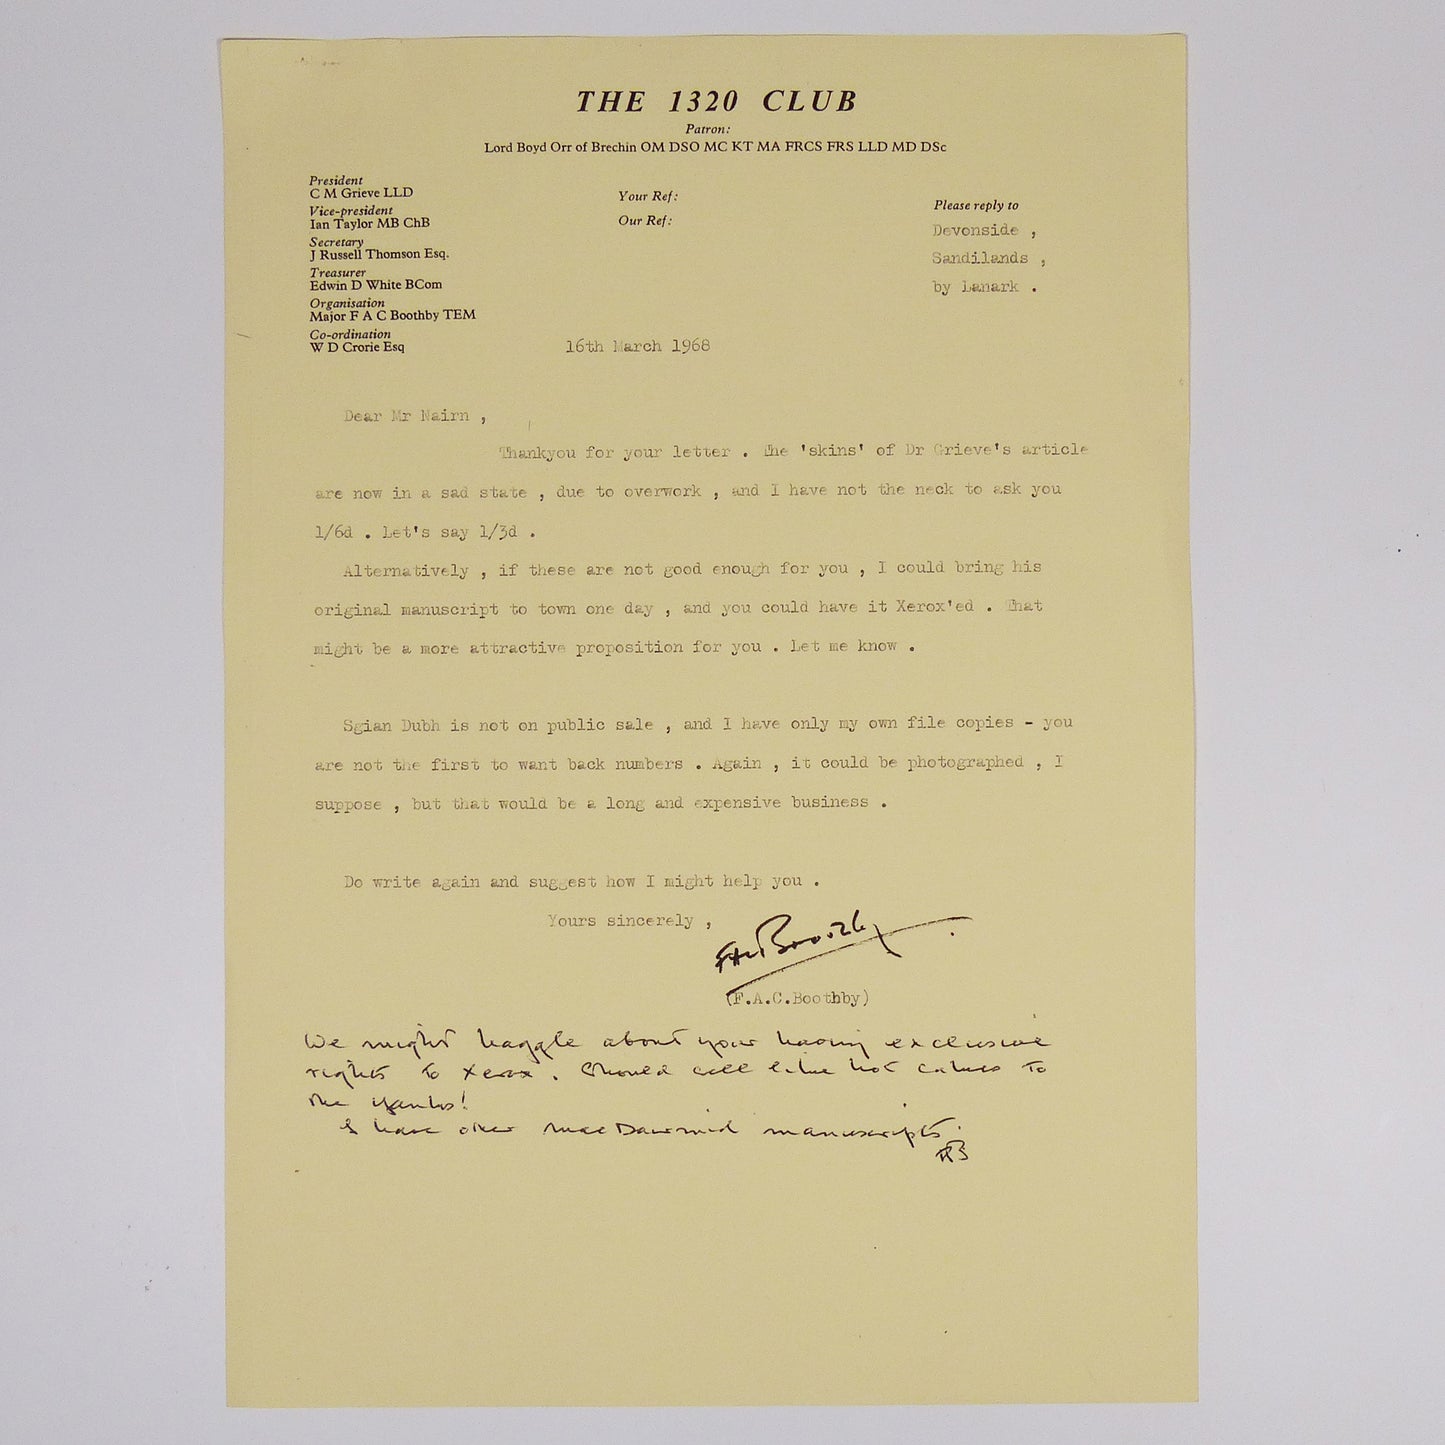 THE 1320 CLUB
Patron:
Lord Boyd Orr of Brechin OM DSO MC KT MA FRCS FRS LLD MD DSc
President
C M Grieve LLD
Vice-president
Ian Taylor MB ChB
Secretary
J Russell Thomson Esq.
Treasurer
Edwin D White BCom
Organisation
Major F A C Boothby TEM
Co-ordination
W D Crorie Esq
Your Ref:
Our Ref:
Please reply to
Devonside ,
Sandilands ,
by Lanark .
16th March 1968
Dear Mr Nairn ,
Thankyou for your letter . The 'skins' of Dr Grieve's article
are now in a sad state , due to overwork , and I have not the neck to ask you
1/6d . Let's say 1/3d .
Alternatively , if these are not good enough for you , I could bring his
original manuscript to town one day , and you could have it Xerox'ed . That
might be a more attractive proposition for you . Let me know .
Sgian Dubh is not on public sale , and I have only my own file copies - you
are not the first to want back numbers . Again , it could be photographed , I
suppose , but that would be a long and expensive business .
Do write again and suggest how I might help you .
Yours sincerely ,
FAC Boothby
(F.A.C.Boothby)
We might haggle about your having exclusive
rights to Xerox. Should sell like hot cakes to
the Yanks!
I have other MacDiarmid manuscripts.
FB